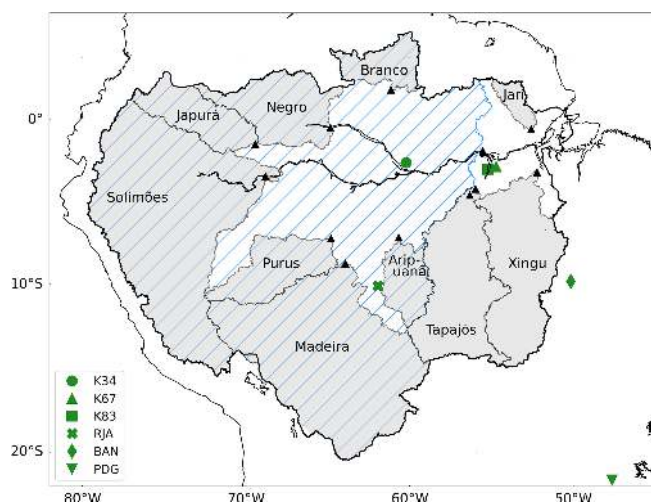 Branco
Negro
Jari
Japurá
0°
Solimões
Purus
Arip-
uanã
Xingu
10°S
Madeira
Tapajós
K34
K67
K83
RJA
BAN
PDG
20°S
80°W
70°W
60°W
50°W